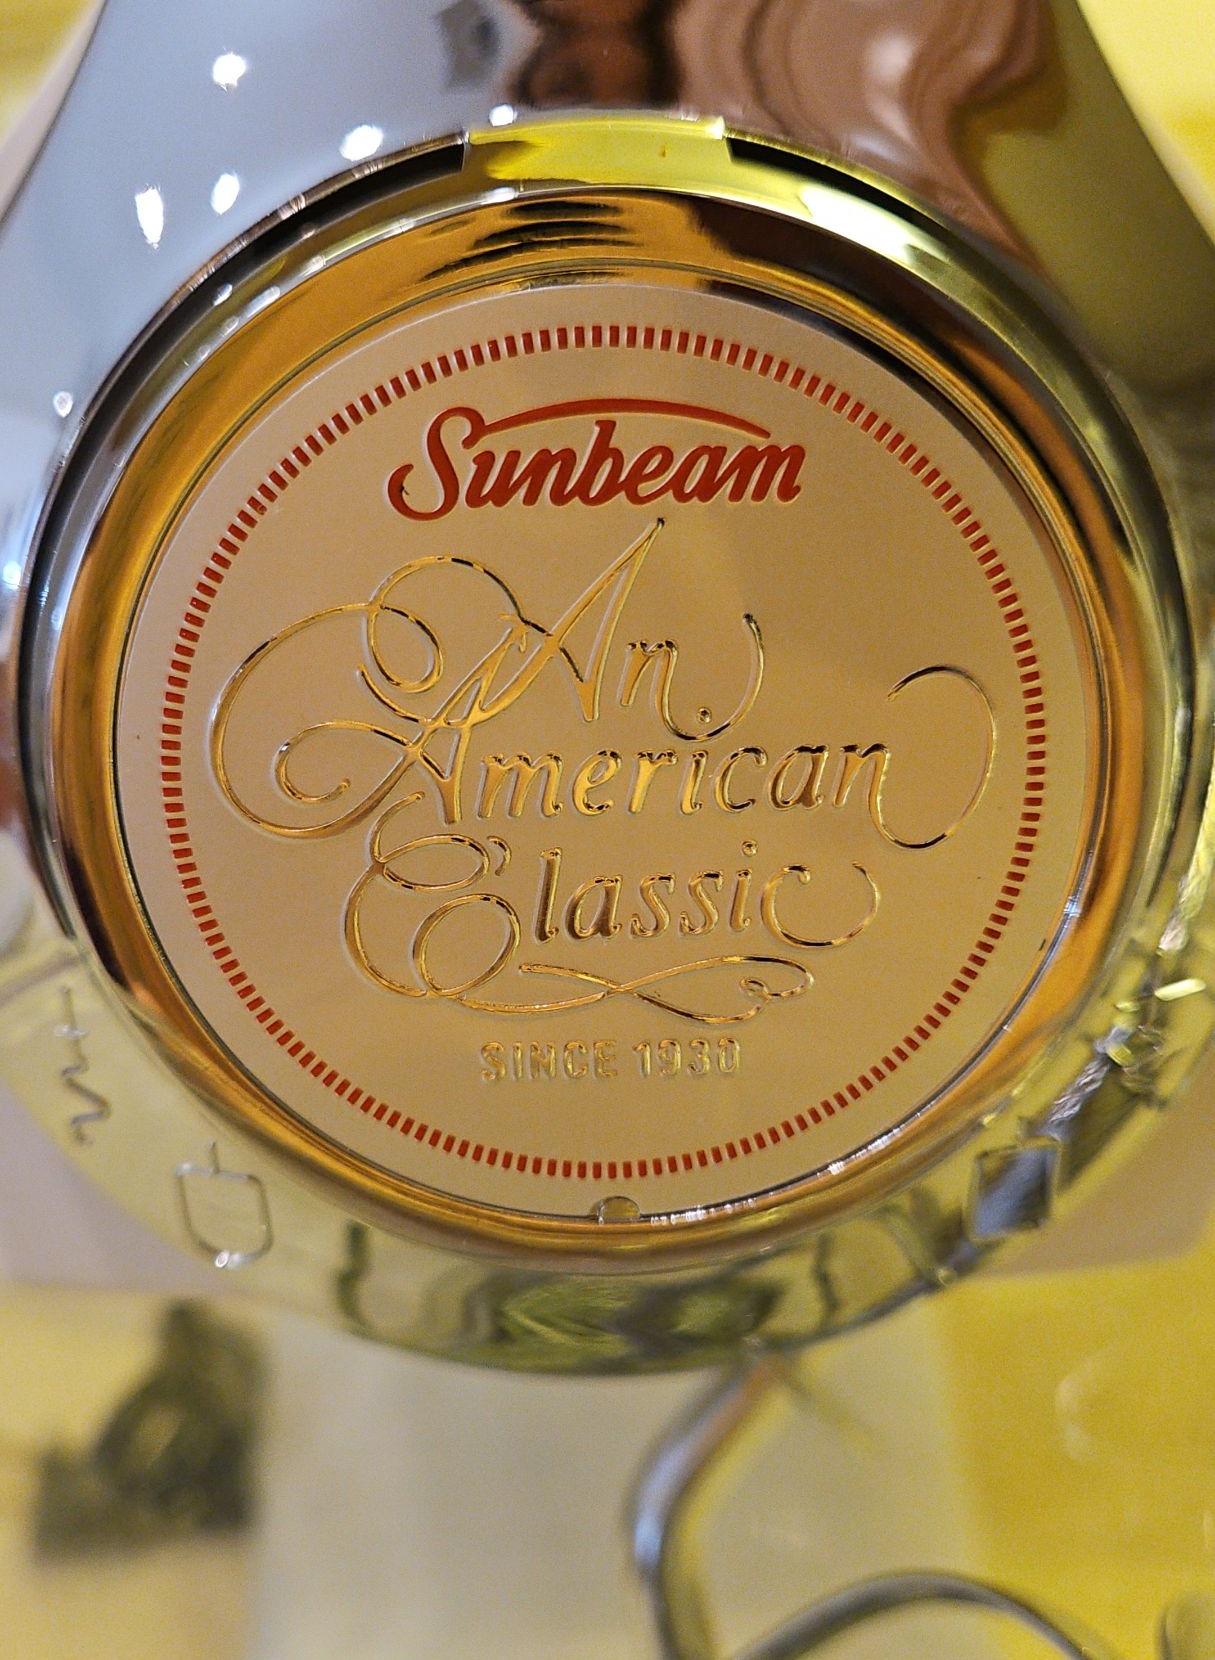 Sunbeam
An
American
Classic
SINCE 1930